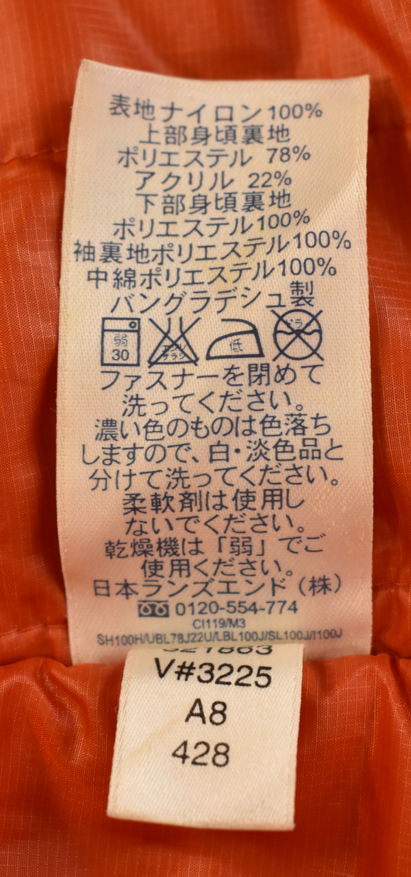 表地ナイロン100%
上部身頃裏地
ポリエステル 78%
アクリル 22%
下部身頃裏地
ポリエステル100%
袖裏地ポリエステル100%
中綿ポリエステル100%
バングラデシュ製
弱 30 低
ファスナーを閉めて
洗ってください。
濃い色のものは色落ち
しますので、白・淡色品と
分けて洗ってください。
柔軟剤は使用し
ないでください。
乾燥機は「弱」でご
使用ください。
日本ランズエンド（株）
0120-554-774
CI119/M3
SH100H/UBL78J22U/LBL100J/SL100J/I100J
V#3225
A8
428